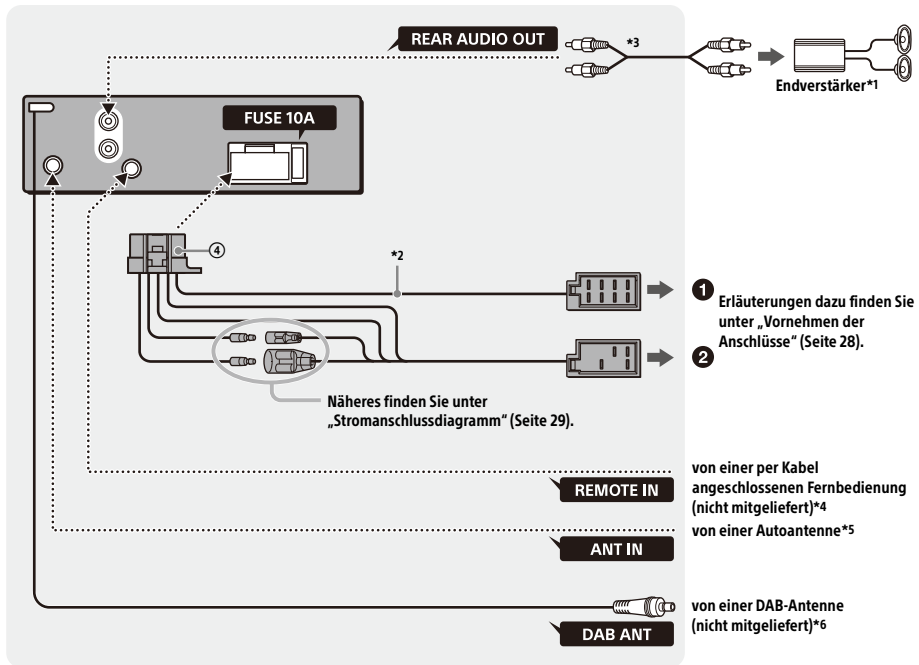 REAR AUDIO OUT
*3
Endverstärker*1
FUSE 10A
④
*2
❶
Erläuterungen dazu finden Sie
unter „Vornehmen der
Anschlüsse“ (Seite 28).
❷
Näheres finden Sie unter
„Stromanschlussdiagramm“ (Seite 29).
von einer per Kabel
angeschlossenen Fernbedienung
(nicht mitgeliefert)*4
REMOTE IN
von einer Autoantenne*5
ANT IN
von einer DAB-Antenne
(nicht mitgeliefert)*6
DAB ANT